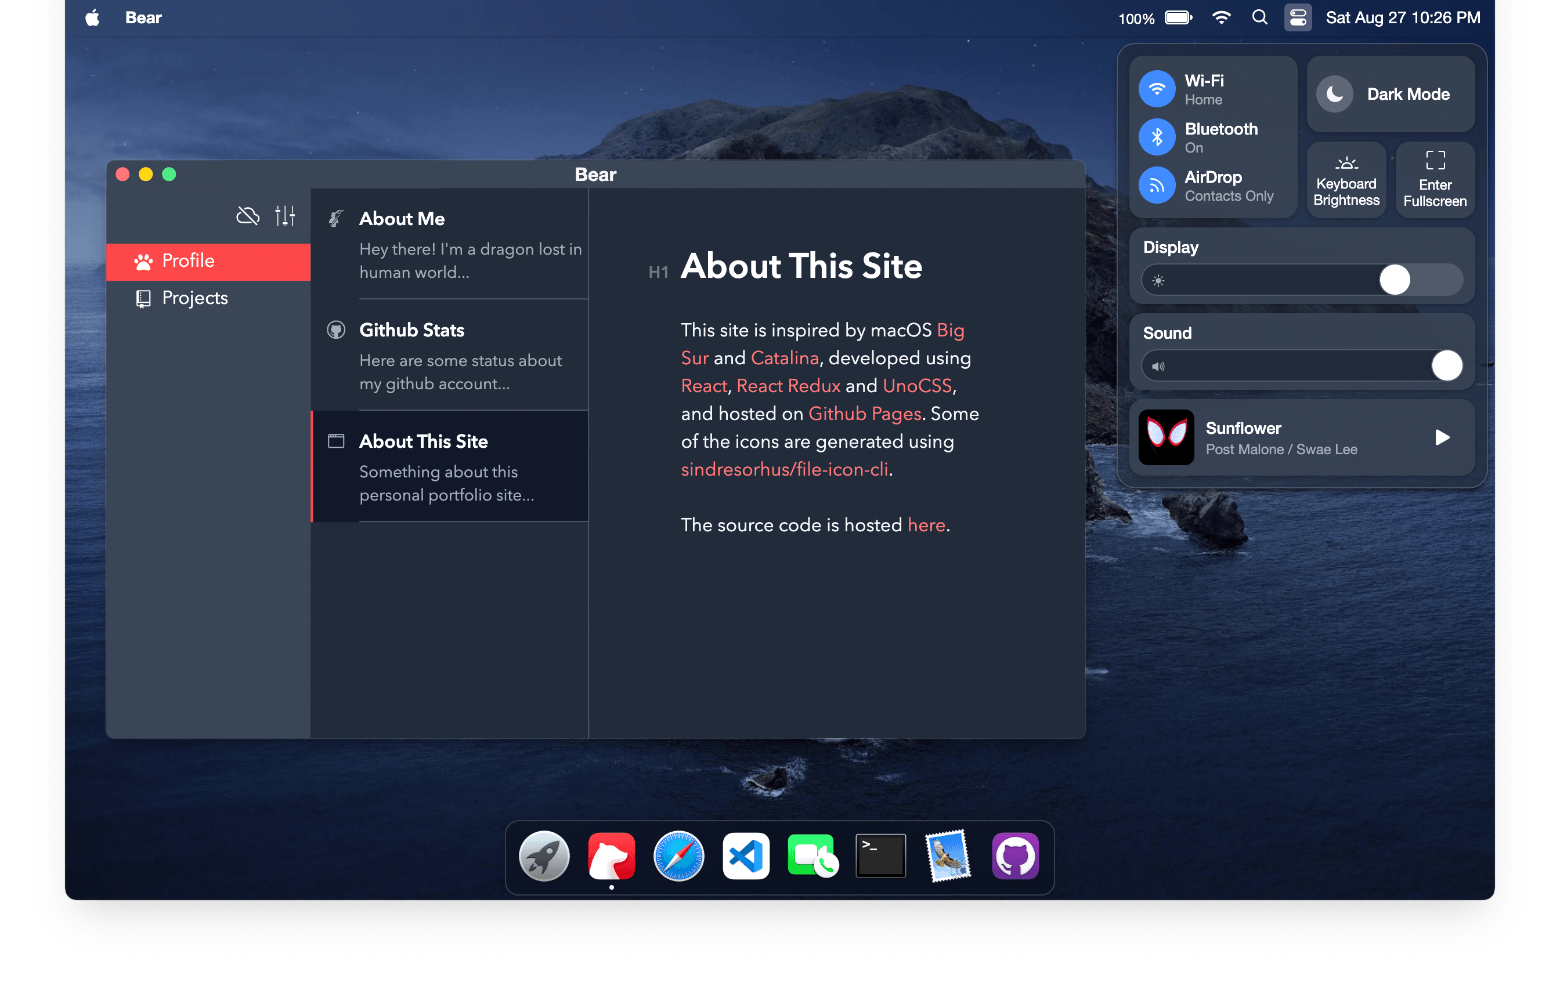 Bear
100%
Sat Aug 27 10:26 PM
Wi-Fi
Home
Bluetooth
On
AirDrop
Contacts Only
Dark Mode
Keyboard
Brightness
Enter
Fullscreen
Display
Sound
Sunflower
Post Malone / Swae Lee
Bear
Profile
Projects
About Me
Hey there! I'm a dragon lost in
human world...
Github Stats
Here are some status about
my github account...
About This Site
Something about this
personal portfolio site...
H1 About This Site
This site is inspired by macOS Big
Sur and Catalina, developed using
React, React Redux and UnoCSS,
and hosted on Github Pages. Some
of the icons are generated using
sindresorhus/file-icon-cli.
The source code is hosted here.
>_